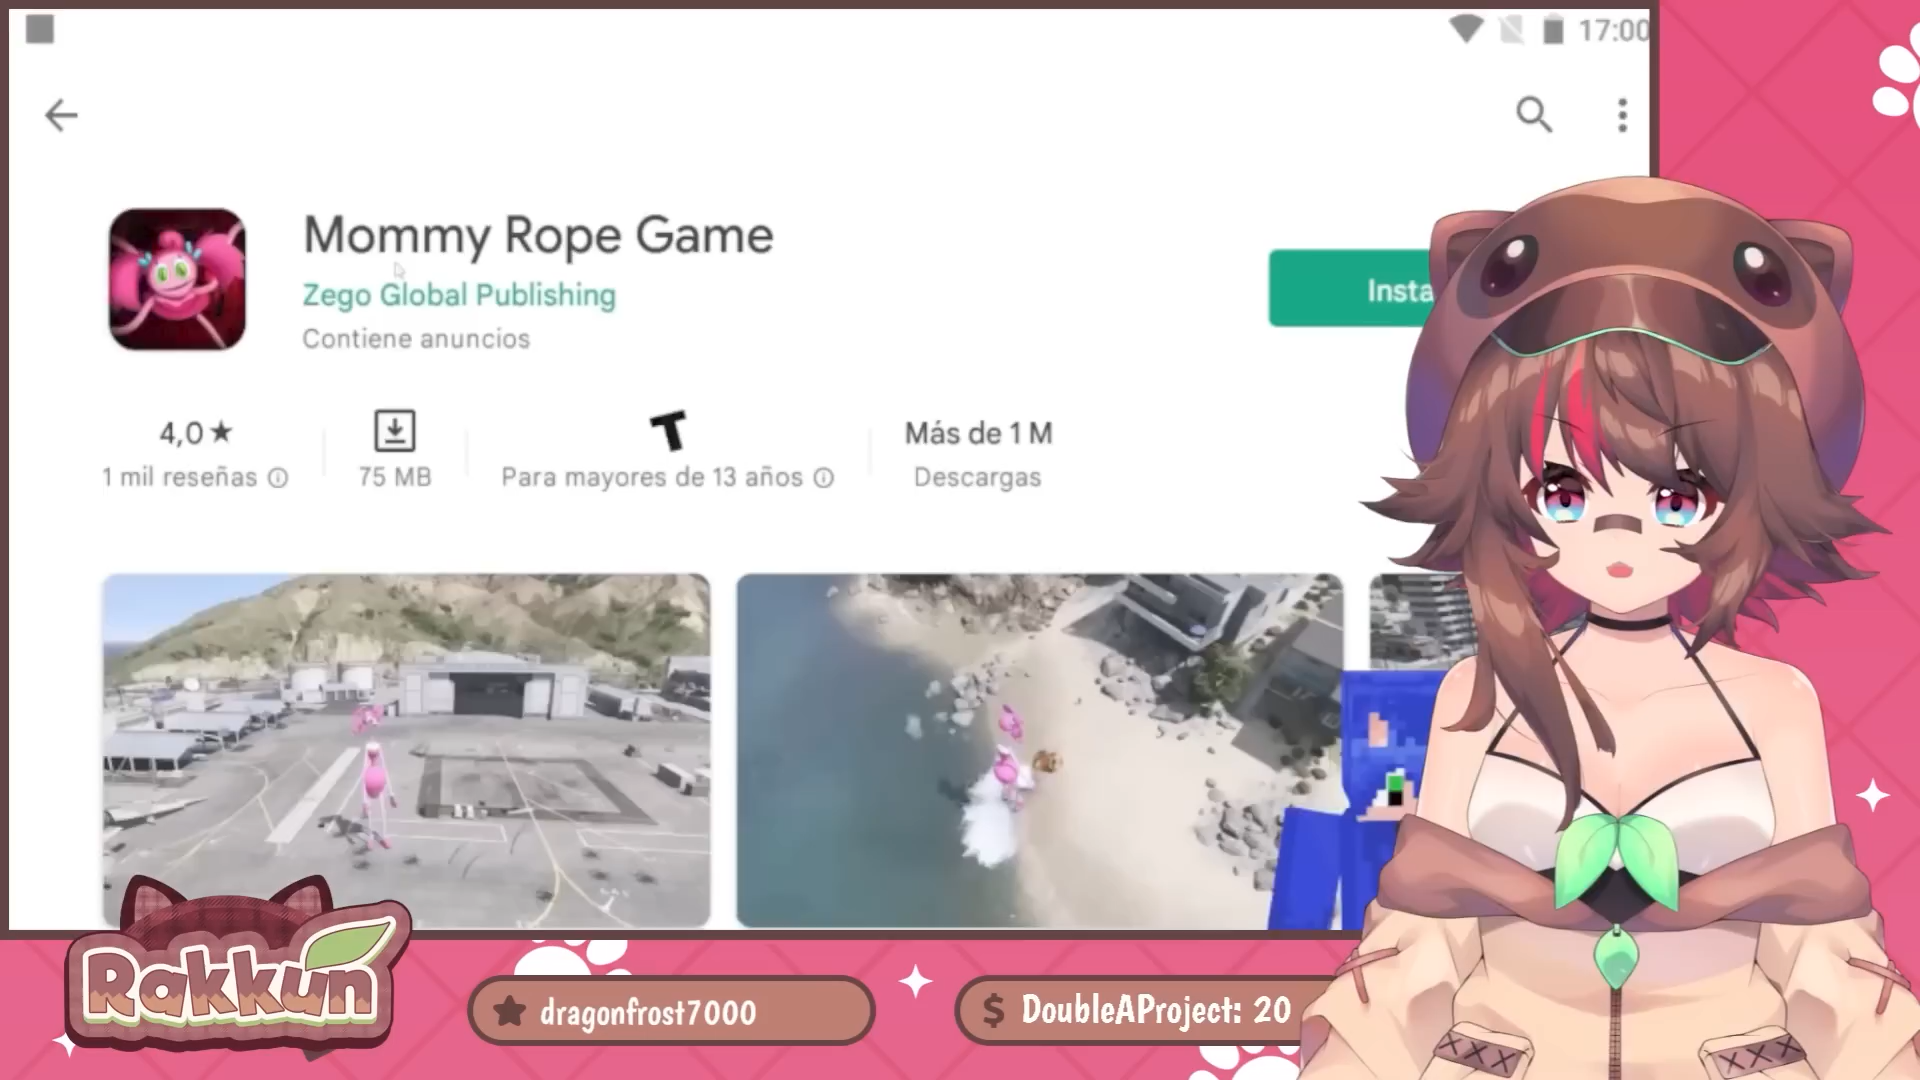 17:00
Mommy Rope Game
Zego Global Publishing
Contiene anuncios
Insta
4,0★
1 mil reseñas
75 MB
T
Para mayores de 13 años
Más de 1 M
Descargas
Rakkun
dragonfrost7000
$ DoubleAProject: 20